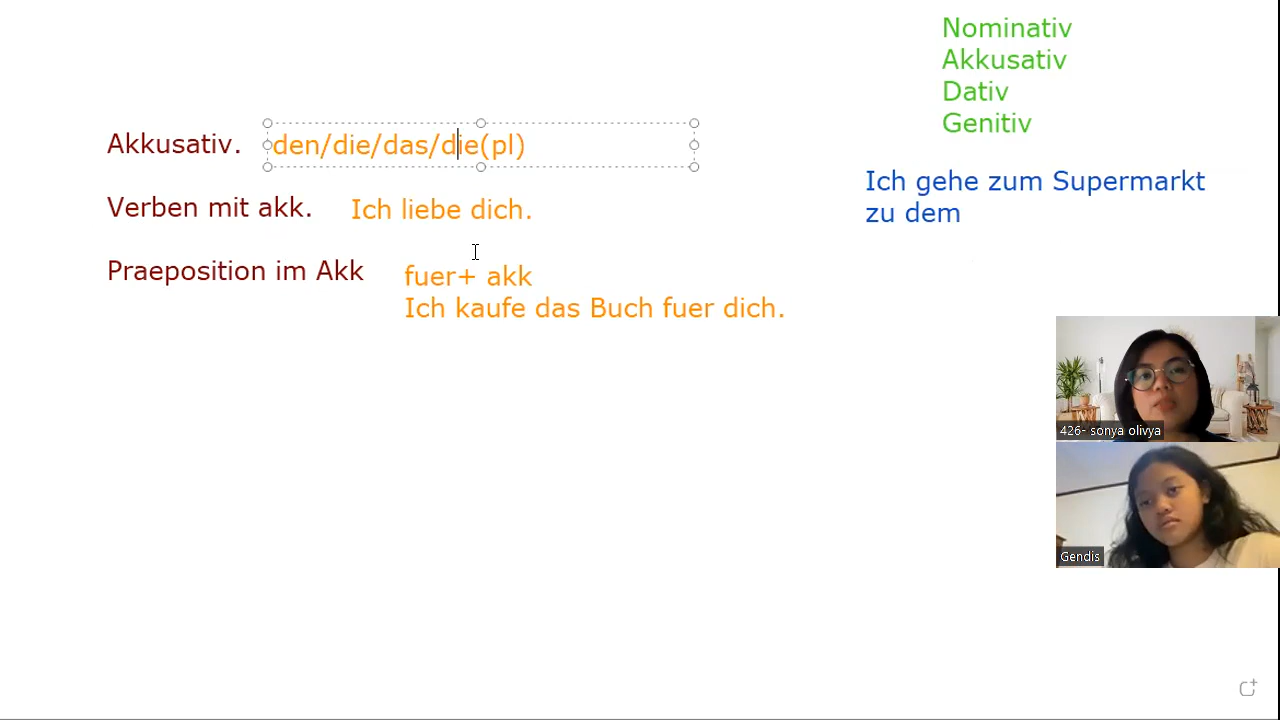 Nominativ
Akkusativ
Dativ
Genitiv
Akkusativ. den/die/das/die(pl)
Ich gehe zum Supermarkt
zu dem
Verben mit akk. Ich liebe dich.
Praeposition im Akk fuer+ akk
Ich kaufe das Buch fuer dich.
426- sonya olivya
Gendis